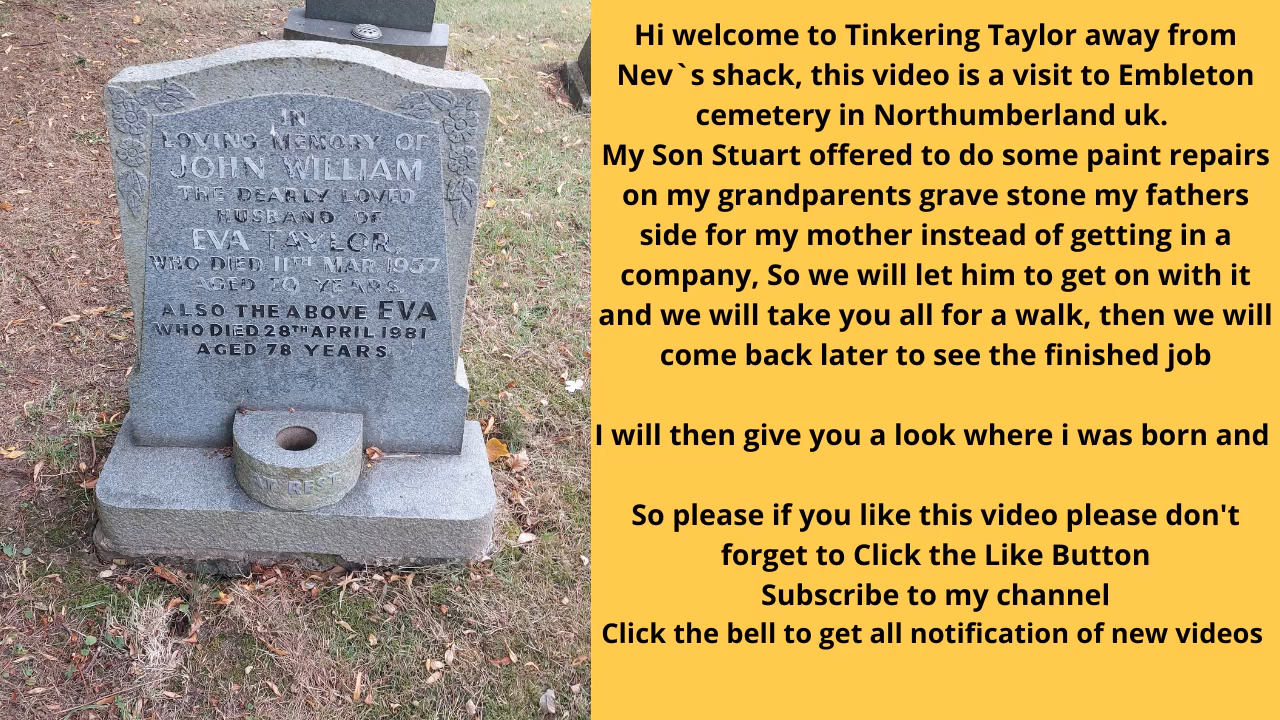 IN
LOVING MEMORY OF
JOHN WILLIAM
THE DEARLY LOVED
HUSBAND OF
EVA TAYLOR
WHO DIED 11TH MAR 1957
AGED 70 YEARS.
ALSO THE ABOVE EVA
WHO DIED 28TH APRIL 1981
AGED 78 YEARS
AT REST
Hi welcome to Tinkering Taylor away from
Nev`s shack, this video is a visit to Embleton
cemetery in Northumberland uk.
My Son Stuart offered to do some paint repairs
on my grandparents grave stone my fathers
side for my mother instead of getting in a
company, So we will let him to get on with it
and we will take you all for a walk, then we will
come back later to see the finished job
I will then give you a look where i was born and
So please if you like this video please don't
forget to Click the Like Button
Subscribe to my channel
Click the bell to get all notification of new videos